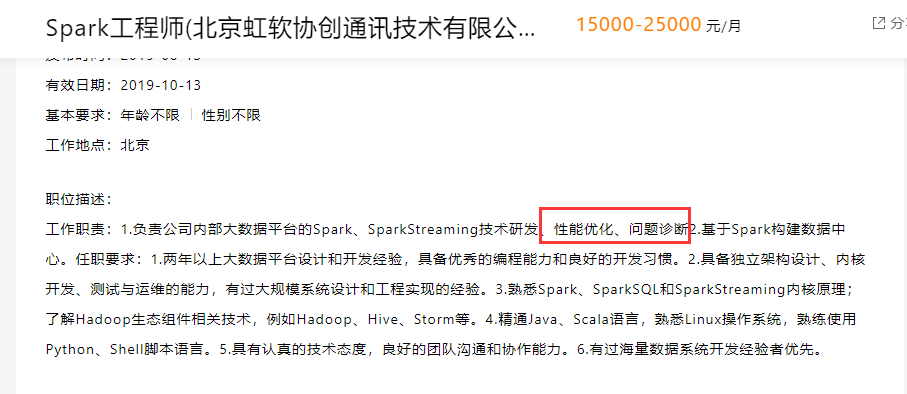 Spark工程师(北京虹软协创通讯技术有限公...
15000-25000 元/月
有效日期：2019-10-13
基本要求：年龄不限 | 性别不限
工作地点：北京
职位描述：
工作职责：1.负责公司内部大数据平台的Spark、SparkStreaming技术研发、性能优化、问题诊断2.基于Spark构建数据中
心。任职要求：1.两年以上大数据平台设计和开发经验，具备优秀的编程能力和良好的开发习惯。2.具备独立架构设计、内核
开发、测试与运维的能力，有过大规模系统设计和工程实现的经验。3.熟悉Spark、SparkSQL和SparkStreaming内核原理；
了解Hadoop生态组件相关技术，例如Hadoop、Hive、Storm等。4.精通Java、Scala语言，熟悉Linux操作系统，熟练使用
Python、Shell脚本语言。5.具有认真的技术态度，良好的团队沟通和协作能力。6.有过海量数据系统开发经验者优先。